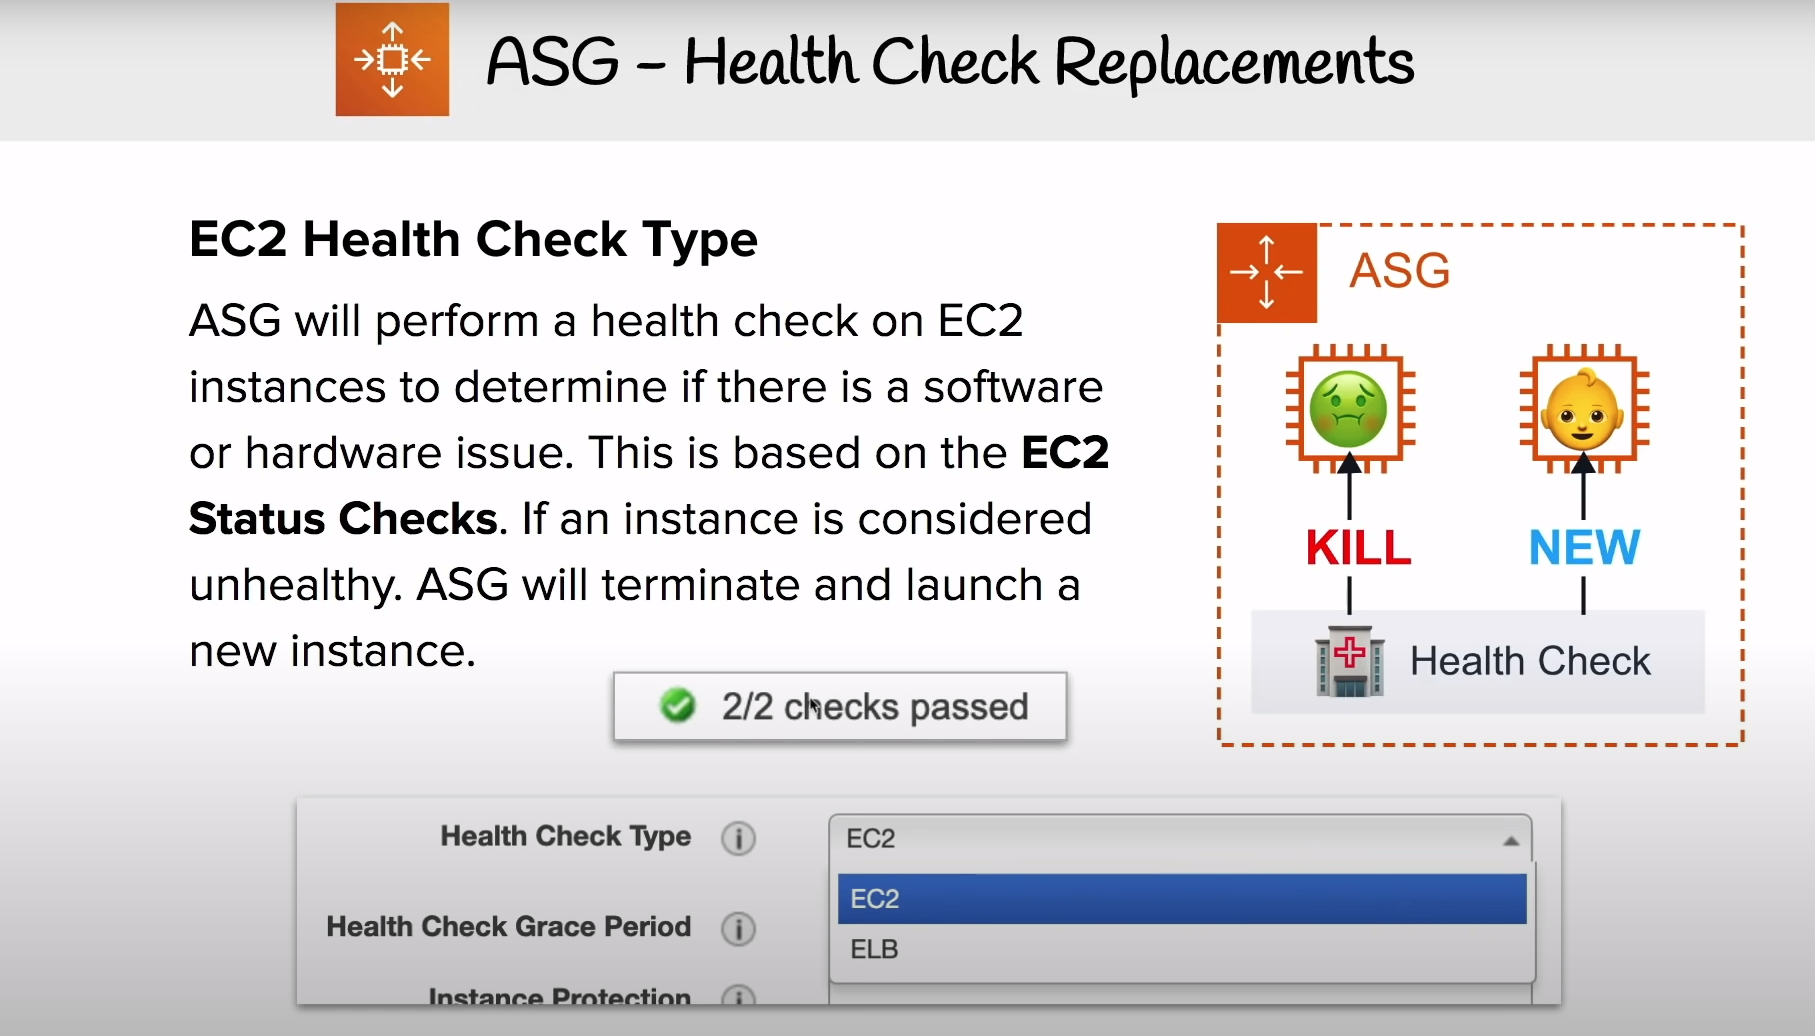 ASG - Health Check Replacements
EC2 Health Check Type
ASG will perform a health check on EC2
instances to determine if there is a software
or hardware issue. This is based on the EC2
Status Checks. If an instance is considered
unhealthy. ASG will terminate and launch a
new instance.
2/2 checks passed
ASG
KILL
NEW
Health Check
Health Check Type
EC2
EC2
ELB
Health Check Grace Period
Instance Protection